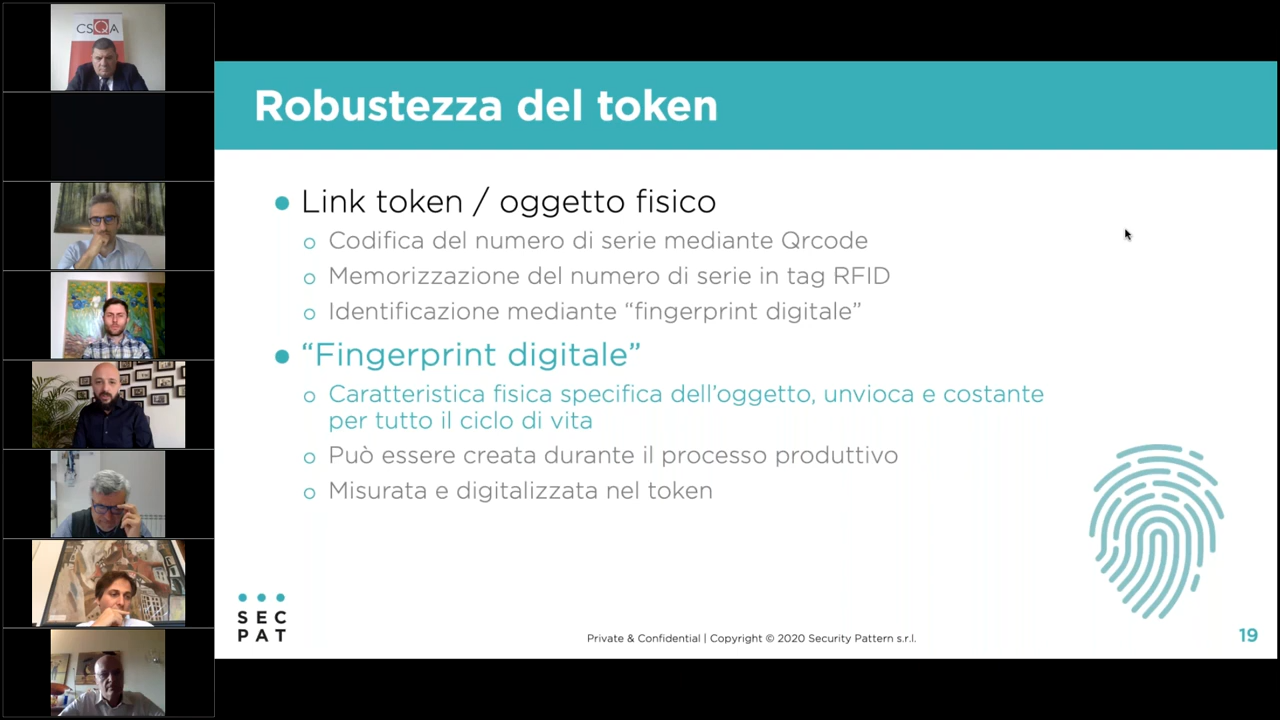 CSQA
Robustezza del token
Link token / oggetto fisico
Codifica del numero di serie mediante Qrcode
Memorizzazione del numero di serie in tag RFID
Identificazione mediante “fingerprint digitale”
“Fingerprint digitale”
Caratteristica fisica specifica dell’oggetto, unvioca e costante
per tutto il ciclo di vita
Può essere creata durante il processo produttivo
Misurata e digitalizzata nel token
SEC
PAT
Private & Confidential | Copyright © 2020 Security Pattern s.r.l.
19